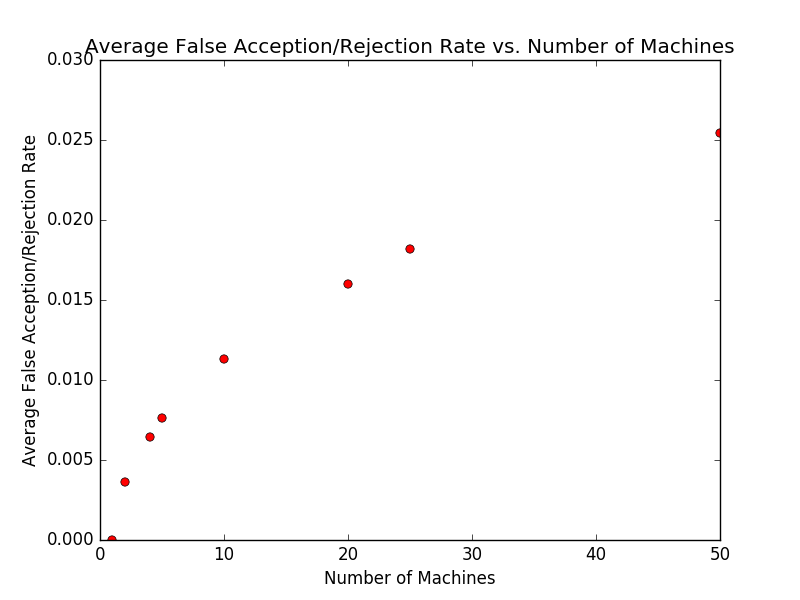 Average False Acception/Rejection Rate vs. Number of Machines
0.030
0.025
0.020
0.015
0.010
0.005
0.000
Average False Acception/Rejection Rate
0 10 20 30 40 50
Number of Machines